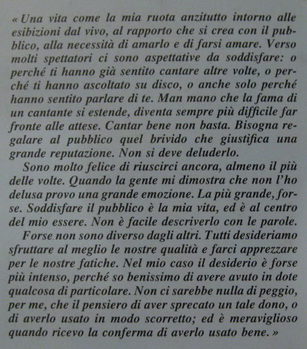 « Una vita come la mia ruota anzitutto intorno alle
esibizioni dal vivo, al rapporto che si crea con il pub-
blico, alla necessità di amarlo e di farsi amare. Verso
molti spettatori ci sono aspettative da soddisfare: o
perché ti hanno già sentito cantare altre volte, o per-
ché ti hanno ascoltato su disco, o anche solo perché
hanno sentito parlare di te. Man mano che la fama di
un cantante si estende, diventa sempre più difficile far
fronte alle attese. Cantar bene non basta. Bisogna re-
galare al pubblico quel brivido che giustifica una
grande reputazione. Non si deve deluderlo.
Sono molto felice di riuscirci ancora, almeno il più
delle volte. Quando la gente mi dimostra che non l'ho
delusa provo una grande emozione. La più grande, for-
se. Soddisfare il pubblico è la mia vita, ed è al centro
del mio essere. Non è facile descriverlo con le parole.
Forse non sono diverso dagli altri. Tutti desideriamo
sfruttare al meglio le nostre qualità e farci apprezzare
per le nostre fatiche. Nel mio caso il desiderio è forse
più intenso, perché so benissimo di avere avuto in dote
qualcosa di particolare. Non ci sarebbe nulla di peggio,
per me, che il pensiero di aver sprecato un tale dono, o
di averlo usato in modo scorretto; ed è meraviglioso
quando ricevo la conferma di averlo usato bene. »